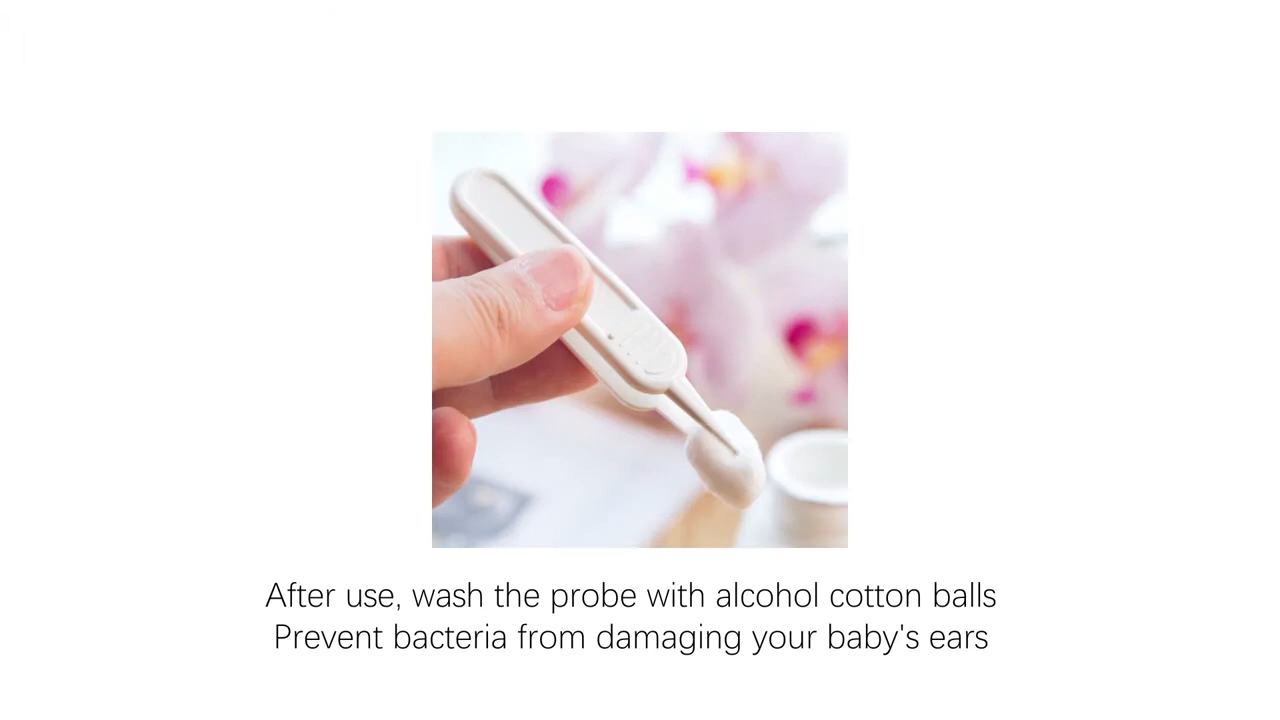 After use, wash the probe with alcohol cotton balls
Prevent bacteria from damaging your baby's ears